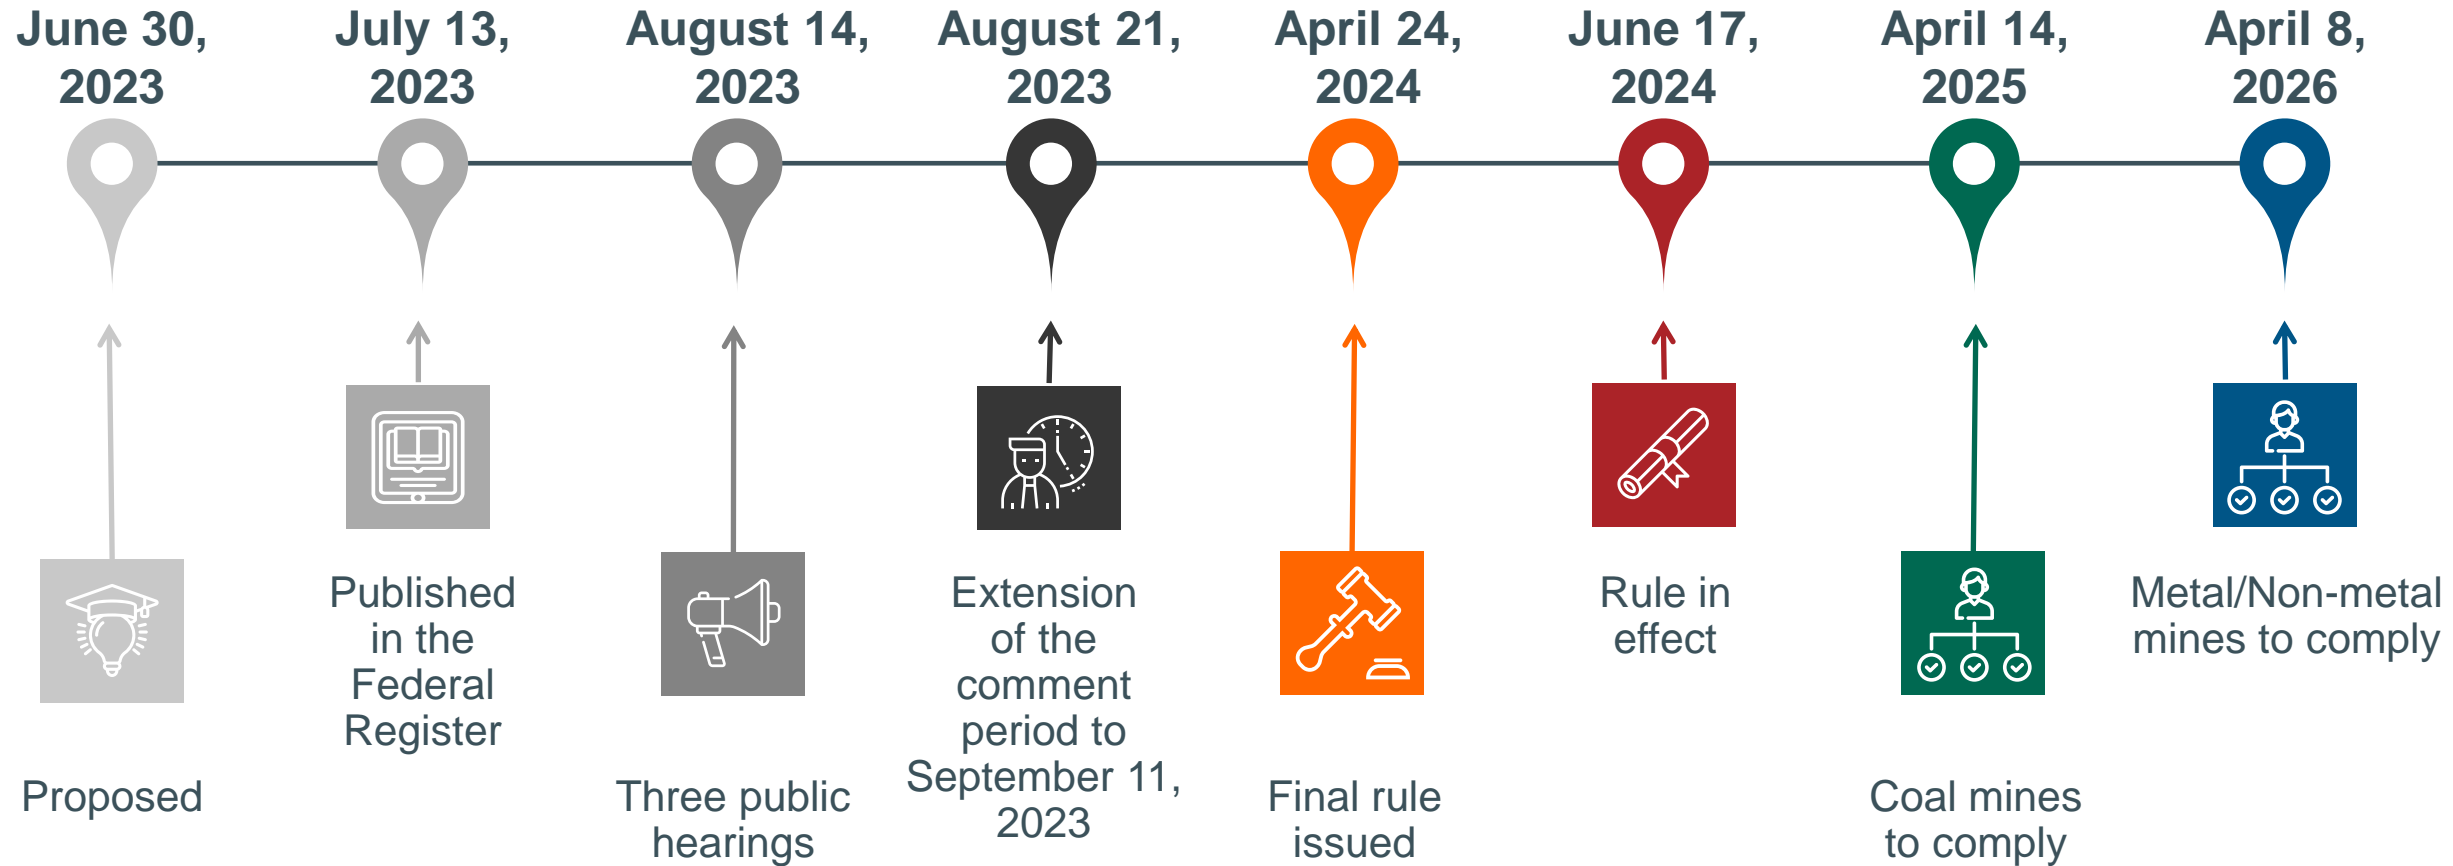 June 30,
2023
July 13,
2023
August 14,
2023
August 21,
2023
April 24,
2024
June 17,
2024
April 14,
2025
April 8,
2026
Proposed
Published
in the
Federal
Register
Three public
hearings
Extension
of the
comment
period to
September 11,
2023
Final rule
issued
Rule in
effect
Coal mines
to comply
Metal/Non-metal
mines to comply